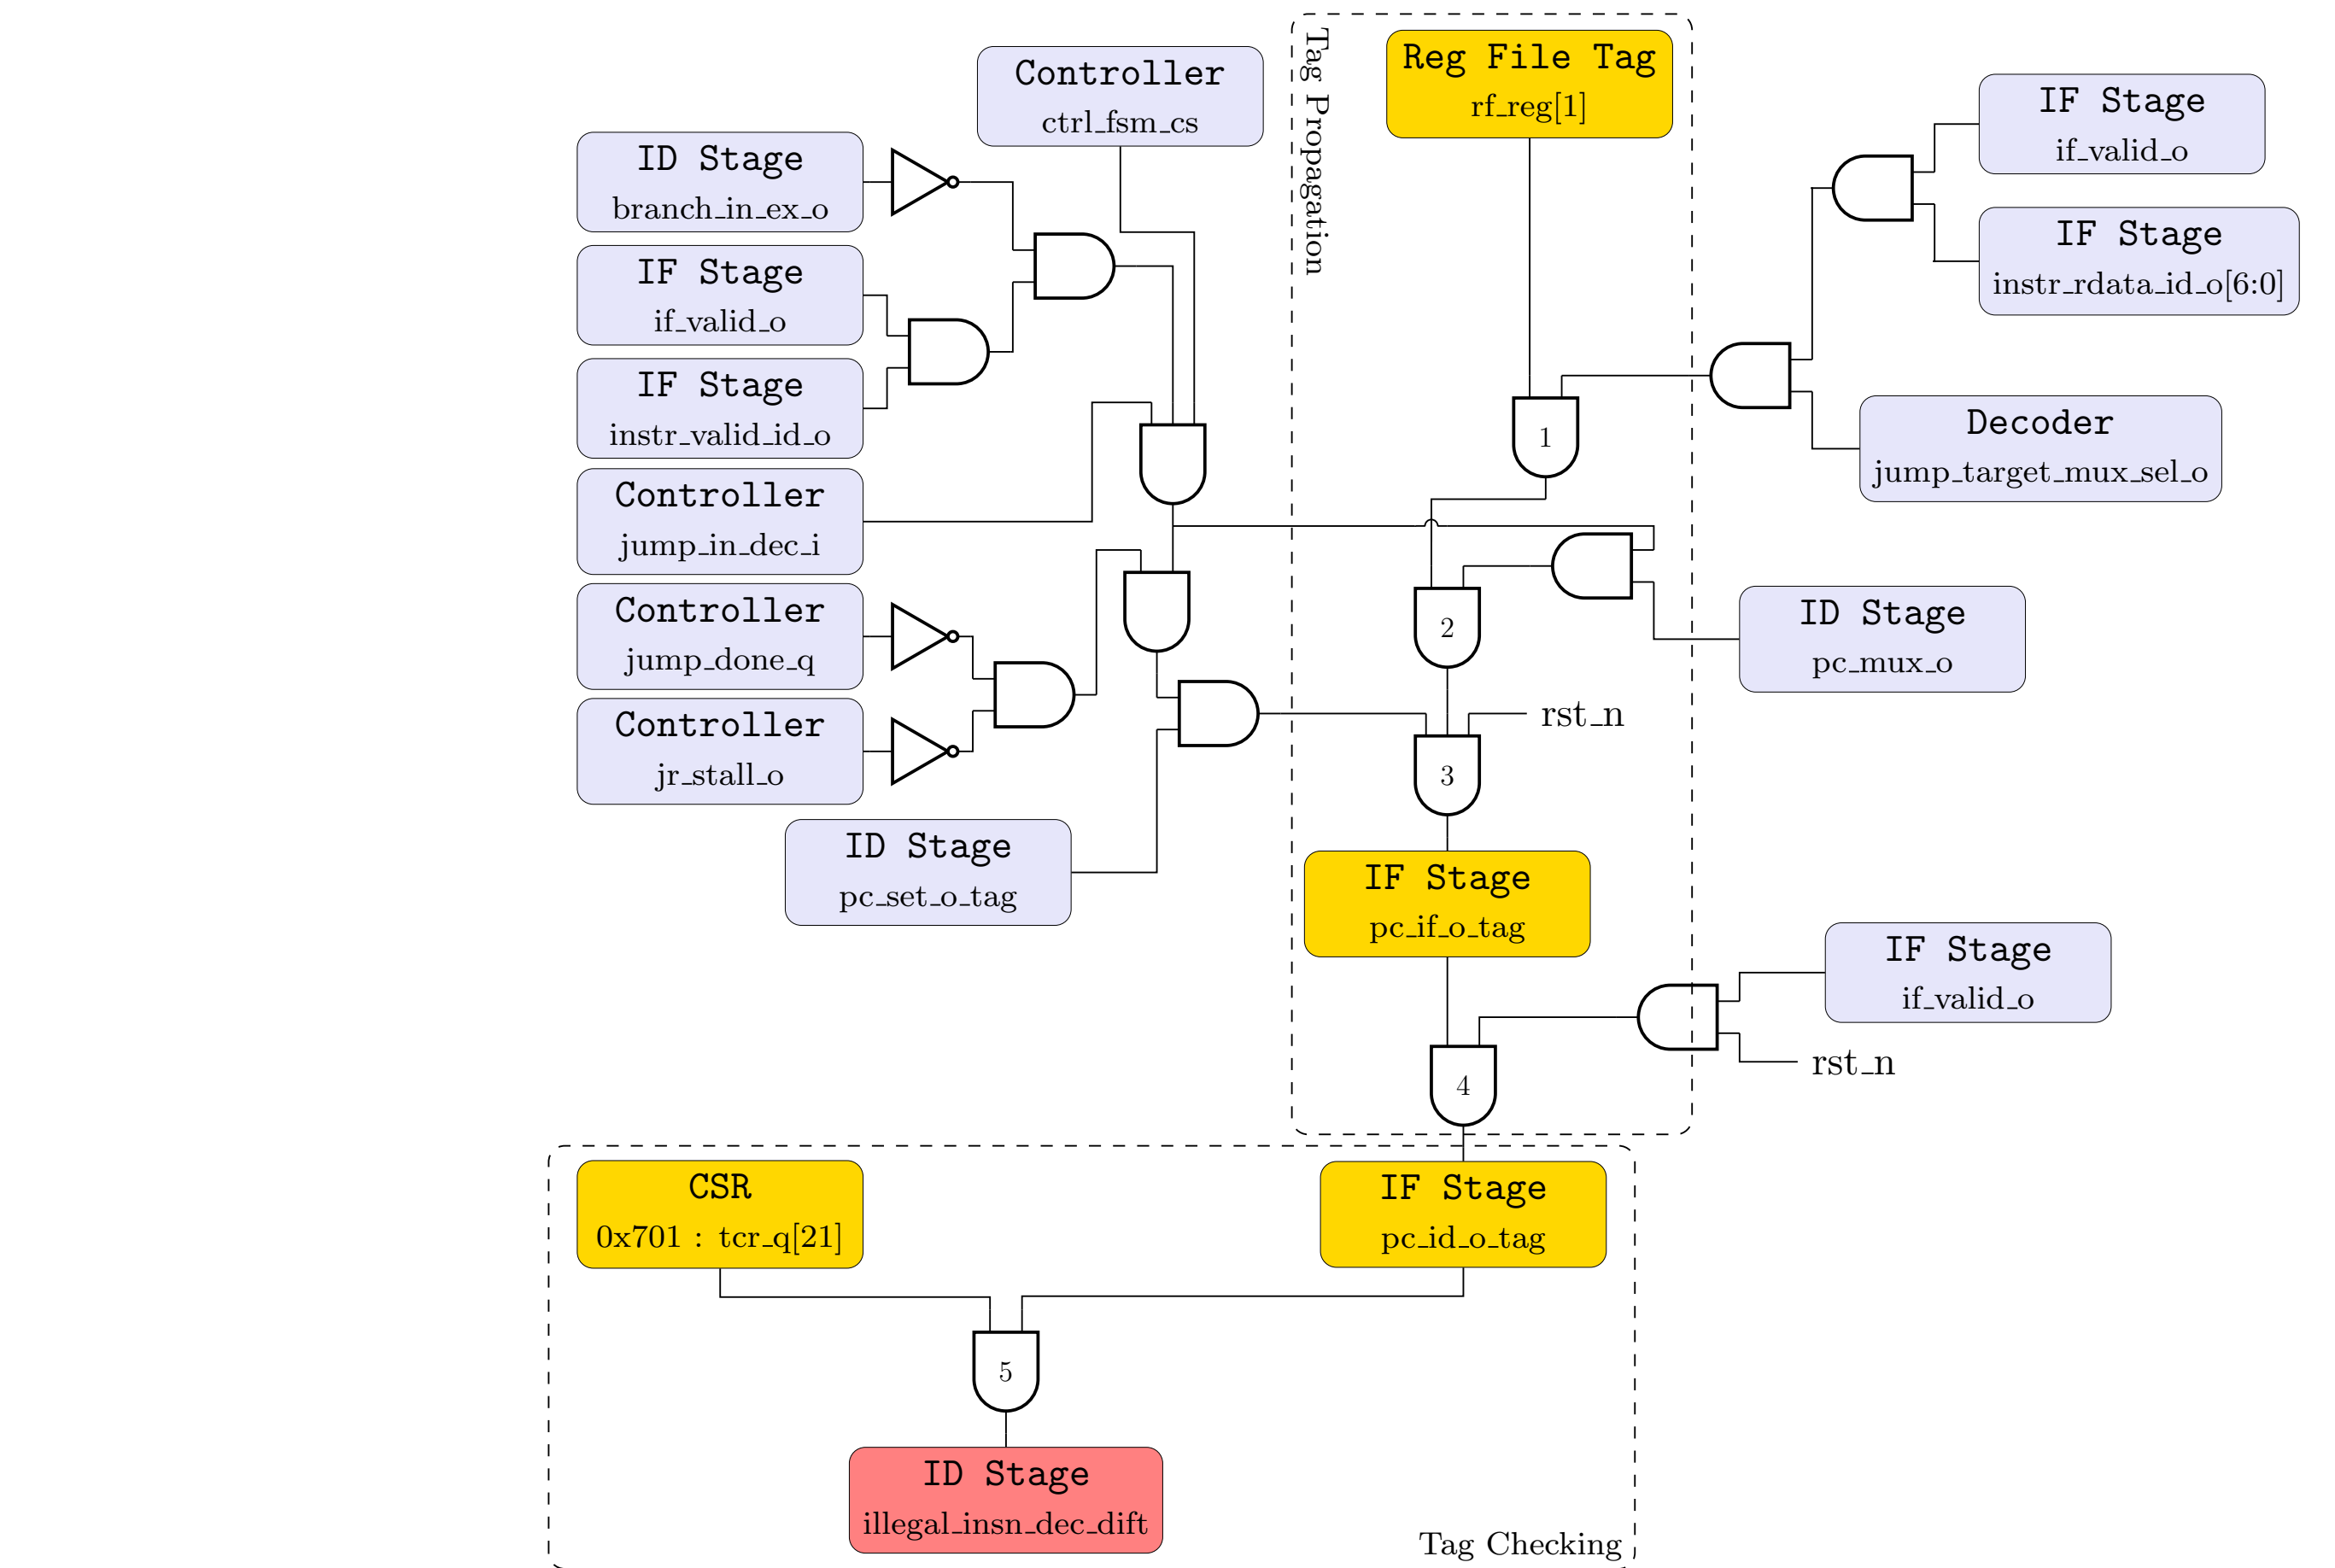 Controller
ctrl_fsm_cs
Tag Propagation
Reg File Tag
rf_reg[1]
IF Stage
if_valid_o
ID Stage
branch_in_ex_o
IF Stage
instr_rdata_id_o[6:0]
IF Stage
if_valid_o
IF Stage
instr_valid_id_o
Decoder
jump_target_mux_sel_o
1
Controller
jump_in_dec_i
Controller
jump_done_q
2
ID Stage
pc_mux_o
Controller
jr_stall_o
rst_n
3
ID Stage
pc_set_o_tag
IF Stage
pc_if_o_tag
IF Stage
if_valid_o
rst_n
4
CSR
0x701 : tcr_q[21]
IF Stage
pc_id_o_tag
5
ID Stage
illegal_insn_dec_dift
Tag Checking